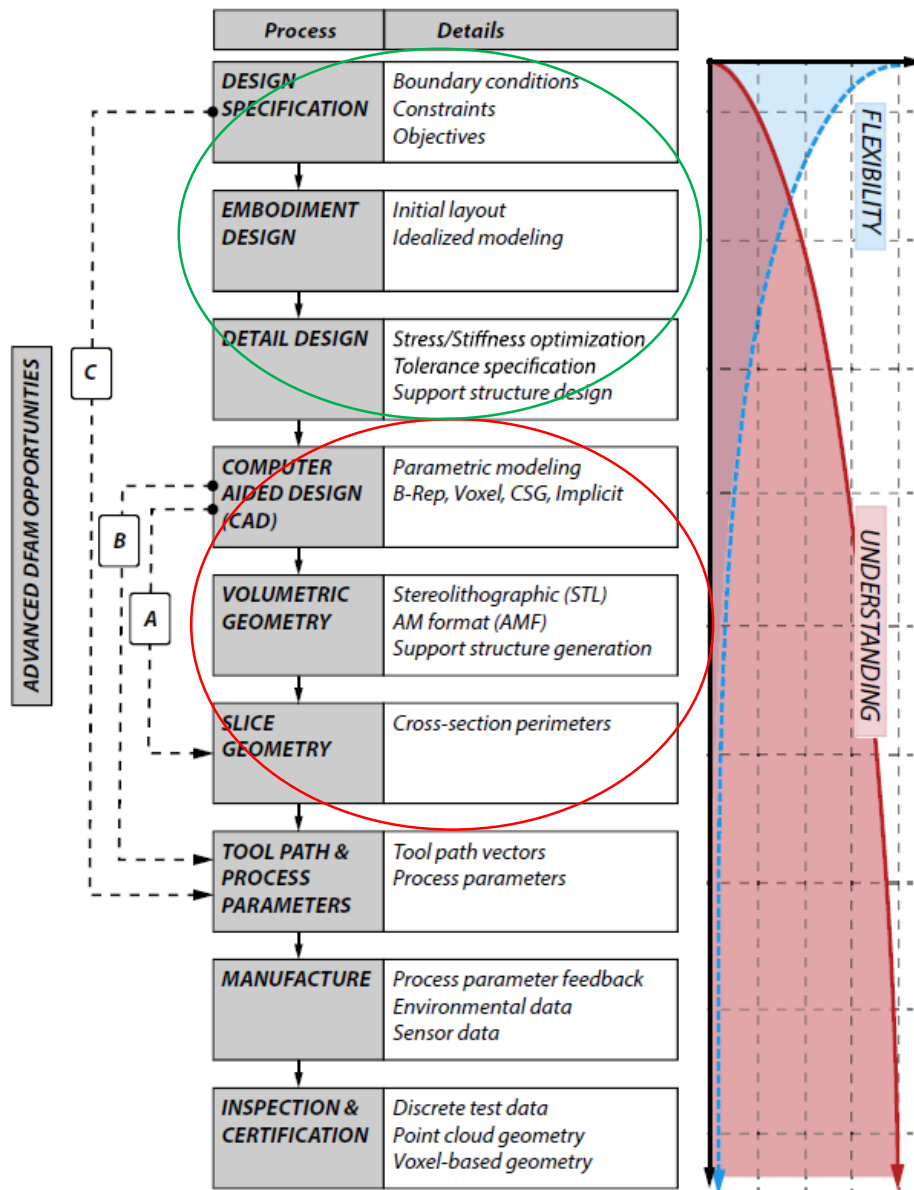 Process
Details
DESIGN
SPECIFICATION
Boundary conditions
Constraints
Objectives
EMBODIMENT
DESIGN
Initial layout
Idealized modeling
DETAIL DESIGN
Stress/Stiffness optimization
Tolerance specification
Support structure design
COMPUTER
AIDED DESIGN
(CAD)
Parametric modeling
B-Rep, Voxel, CSG, Implicit
VOLUMETRIC
GEOMETRY
Stereolithographic (STL)
AM format (AMF)
Support structure generation
SLICE
GEOMETRY
Cross-section perimeters
TOOL PATH &
PROCESS
PARAMETERS
Tool path vectors
Process parameters
MANUFACTURE
Process parameter feedback
Environmental data
Sensor data
INSPECTION &
CERTIFICATION
Discrete test data
Point cloud geometry
Voxel-based geometry
ADVANCED DFAM OPPORTUNITIES
C
B
A
FLEXIBILITY
UNDERSTANDING